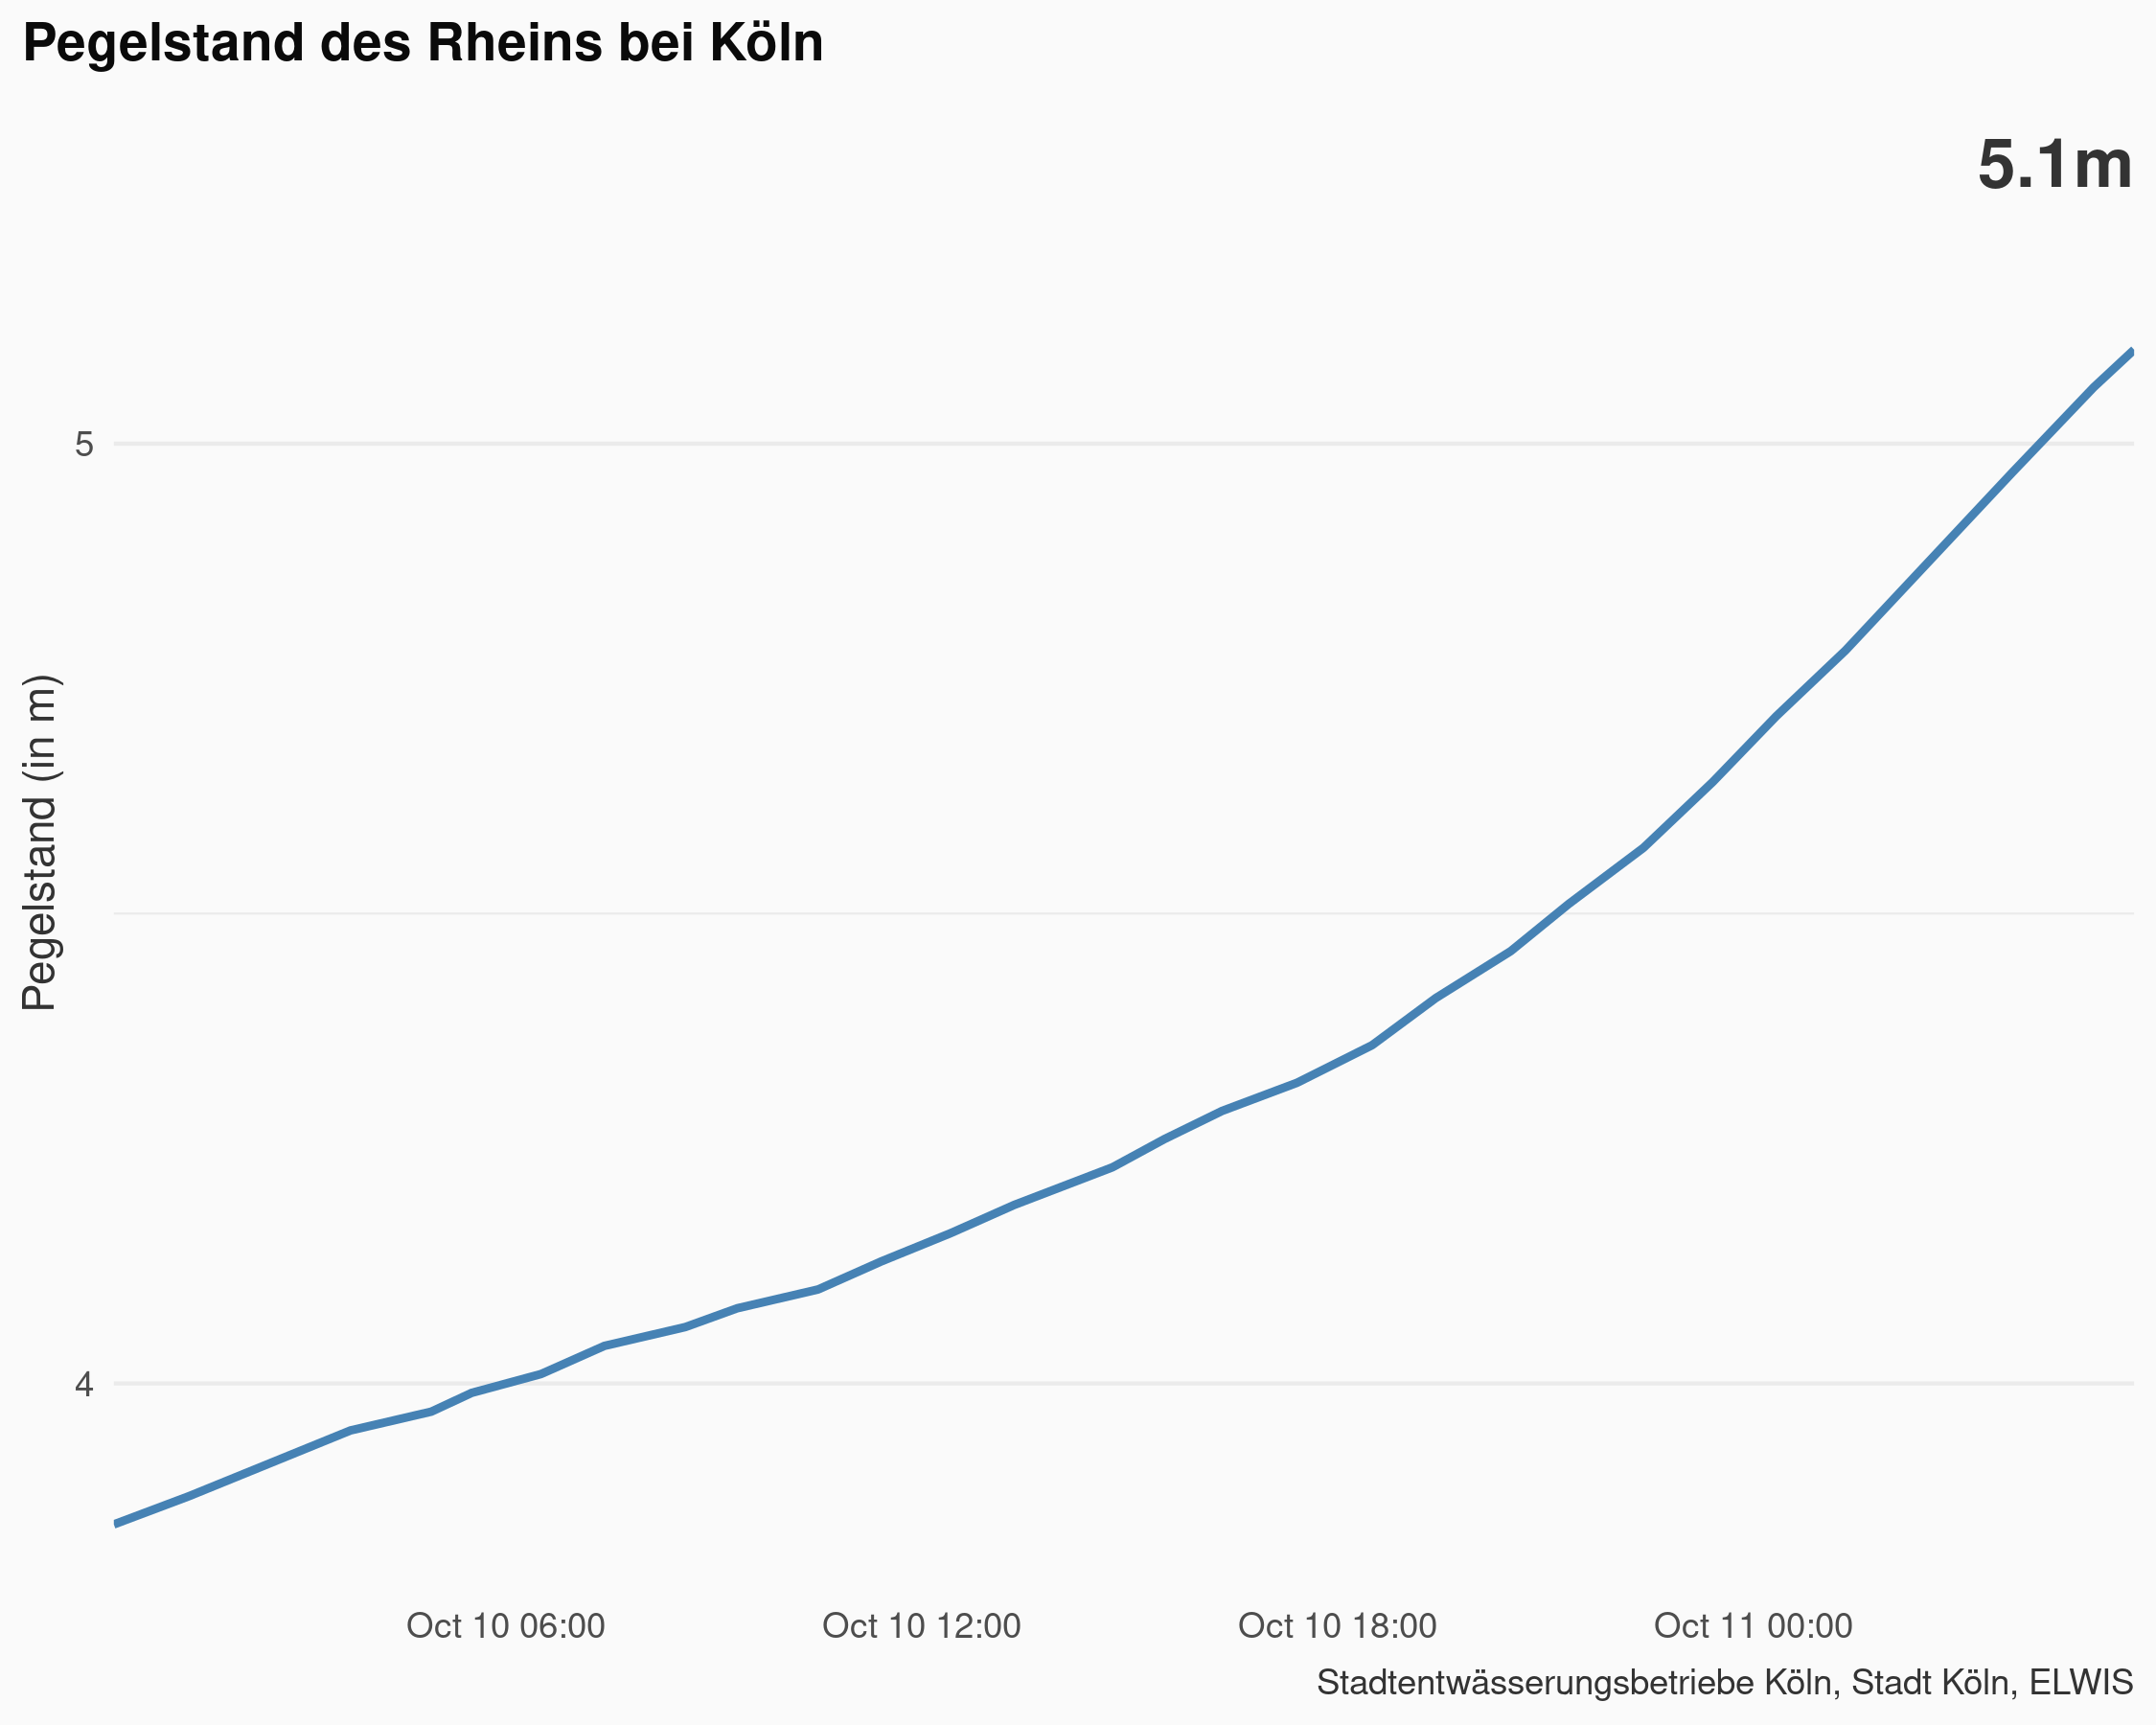 Pegelstand des Rheins bei Köln
5.1m
Pegelstand (in m)
5
4
Oct 10 06:00
Oct 10 12:00
Oct 10 18:00
Oct 11 00:00
Stadtentwässerungsbetriebe Köln, Stadt Köln, ELWIS